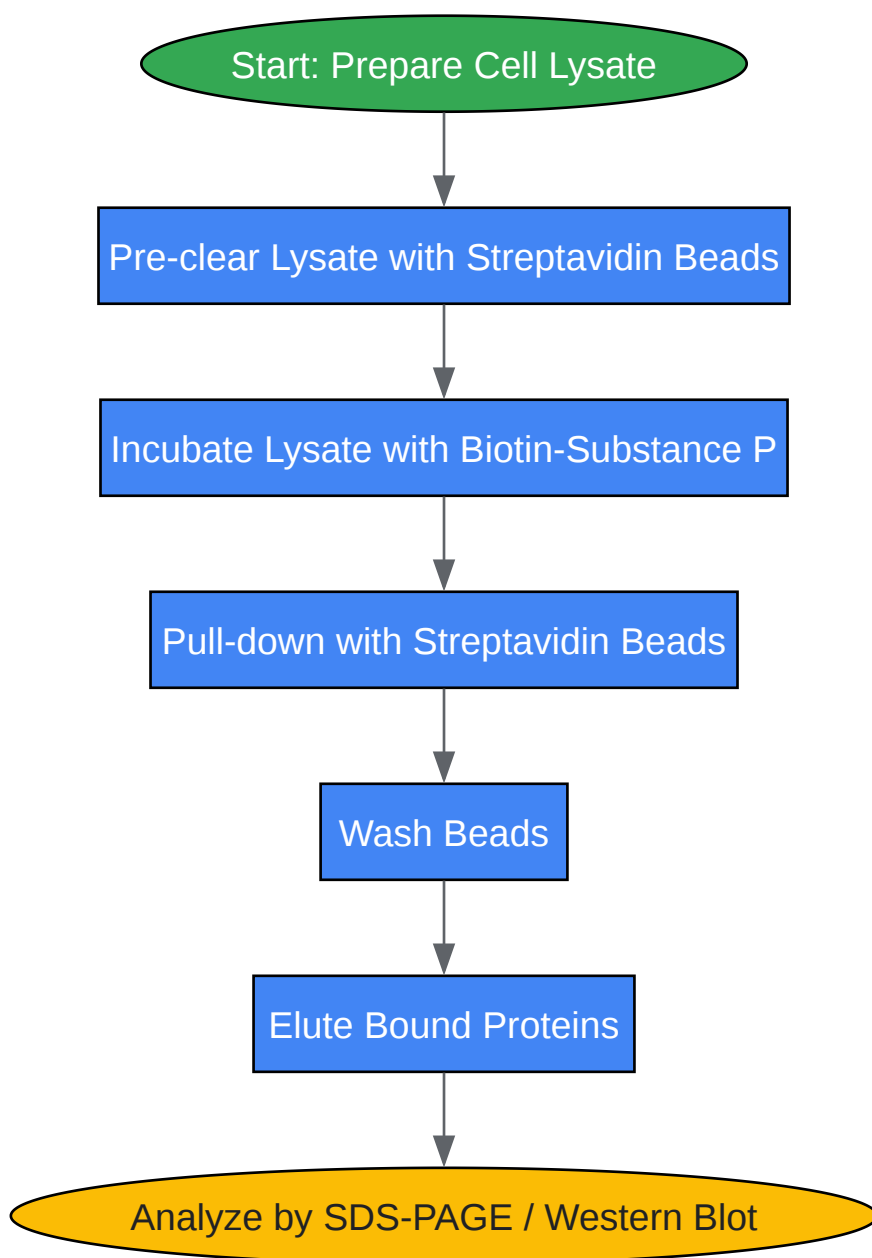 Start: Prepare Cell Lysate
Pre-clear Lysate with Streptavidin Beads
Incubate Lysate with Biotin-Substance P
Pull-down with Streptavidin Beads
Wash Beads
Elute Bound Proteins
Analyze by SDS-PAGE / Western Blot